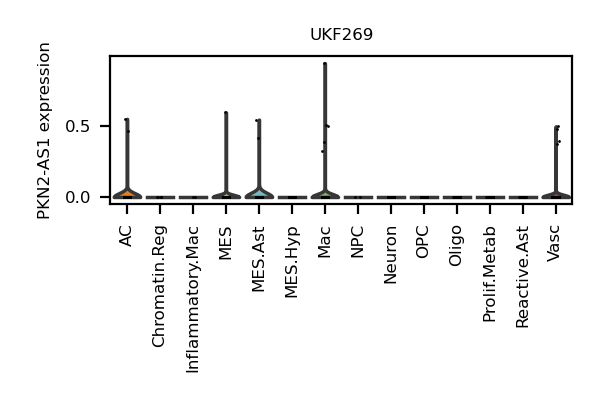 UKF269
PKN2-AS1 expression
0.5
0.0
AC
Chromatin.Reg
Inflammatory.Mac
MES
MES.Ast
MES.Hyp
Mac
NPC
Neuron
OPC
Oligo
Prolif.Metab
Reactive.Ast
Vasc